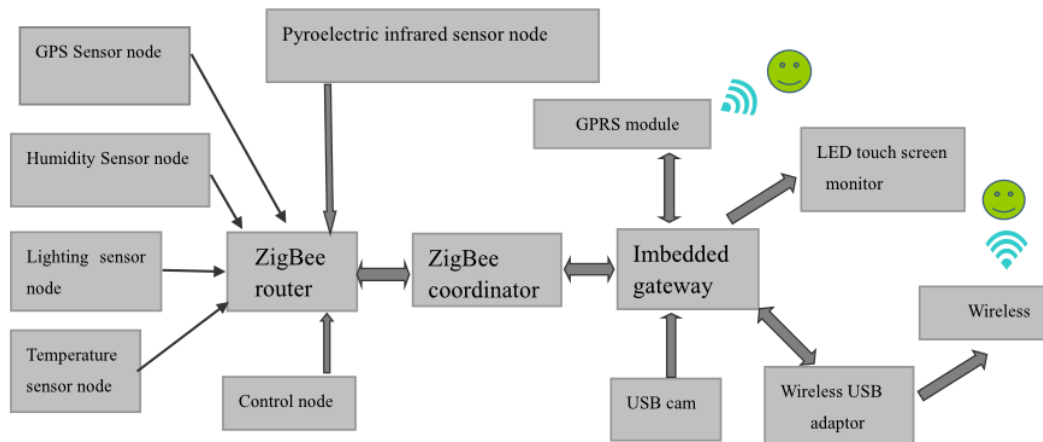 GPS Sensor node
Pyroelectric infrared sensor node
GPRS module
Humidity Sensor node
LED touch screen
monitor
Lighting sensor
node
ZigBee
router
ZigBee
coordinator
Imbedded
gateway
Wireless
Temperature
sensor node
Control node
USB cam
Wireless USB
adaptor